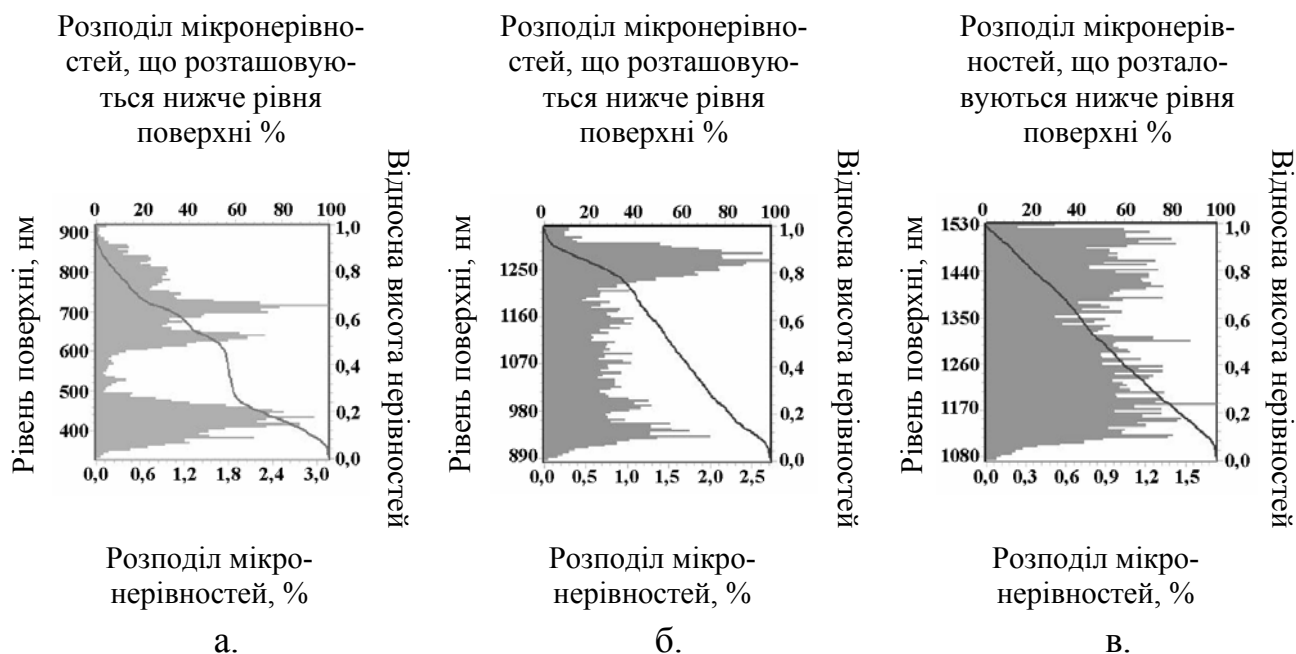 Розподіл мікронерівно-
стей, що розташовую-
ться нижче рівня
поверхні %
0 20 40 60 80 100
Рівень поверхні, нм
900
800
700
600
500
400
1,0
0,8
0,6
0,4
0,2
0,0
Відносна висота нерівностей
0,0 0,6 1,2 1,8 2,4 3,0
Розподіл мікро-
нерівностей, %
а.
Розподіл мікронерівно-
стей, що розташовую-
ться нижче рівня
поверхні %
0 20 40 60 80 100
Рівень поверхні, нм
1250
1160
1070
980
890
1,0
0,8
0,6
0,4
0,2
0,0
Відносна висота нерівностей
0,0 0,5 1,0 1,5 2,0 2,5
Розподіл мікро-
нерівностей, %
б.
Розподіл мікронерів-
ностей, що розтало-
вуються нижче рівня
поверхні %
0 20 40 60 80 100
Рівень поверхні, нм
1530
1440
1350
1260
1170
1080
1,0
0,8
0,6
0,4
0,2
0,0
Відносна висота нерівностей
0,0 0,3 0,6 0,9 1,2 1,5
Розподіл мікро-
нерівностей, %
в.